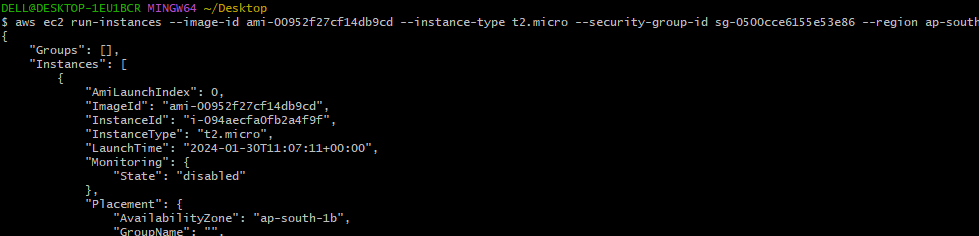 DELL@DESKTOP-1EU1BCR MINGW64 ~/Desktop
$ aws ec2 run-instances --image-id ami-00952f27cf14db9cd --instance-type t2.micro --security-group-id sg-0500cce6155e53e86 --region ap-south
{
    "Groups": [],
    "Instances": [
        {
            "AmiLaunchIndex": 0,
            "ImageId": "ami-00952f27cf14db9cd",
            "InstanceId": "i-094aecfa0fb2a4f9f",
            "InstanceType": "t2.micro",
            "LaunchTime": "2024-01-30T11:07:11+00:00",
            "Monitoring": {
                "State": "disabled"
            },
            "Placement": {
                "AvailabilityZone": "ap-south-1b",
                "GroupName": "",